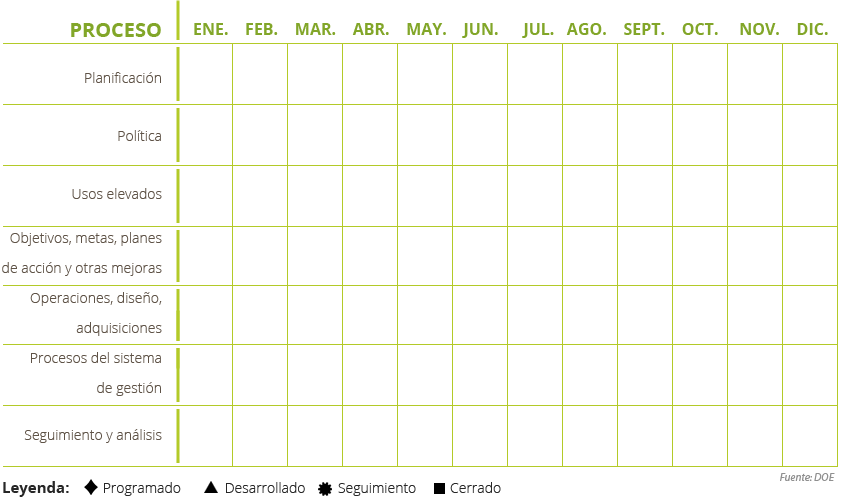 PROCESO ENE. FEB. MAR. ABR. MAY. JUN. JUL. AGO. SEPT. OCT. NOV. DIC.
Planificación
Política
Usos elevados
Objetivos, metas, planes
de acción y otras mejoras
Operaciones, diseño,
adquisiciones
Procesos del sistema
de gestión
Seguimiento y análisis
Fuente: DOE
Leyenda: Programado Desarrollado Seguimiento Cerrado